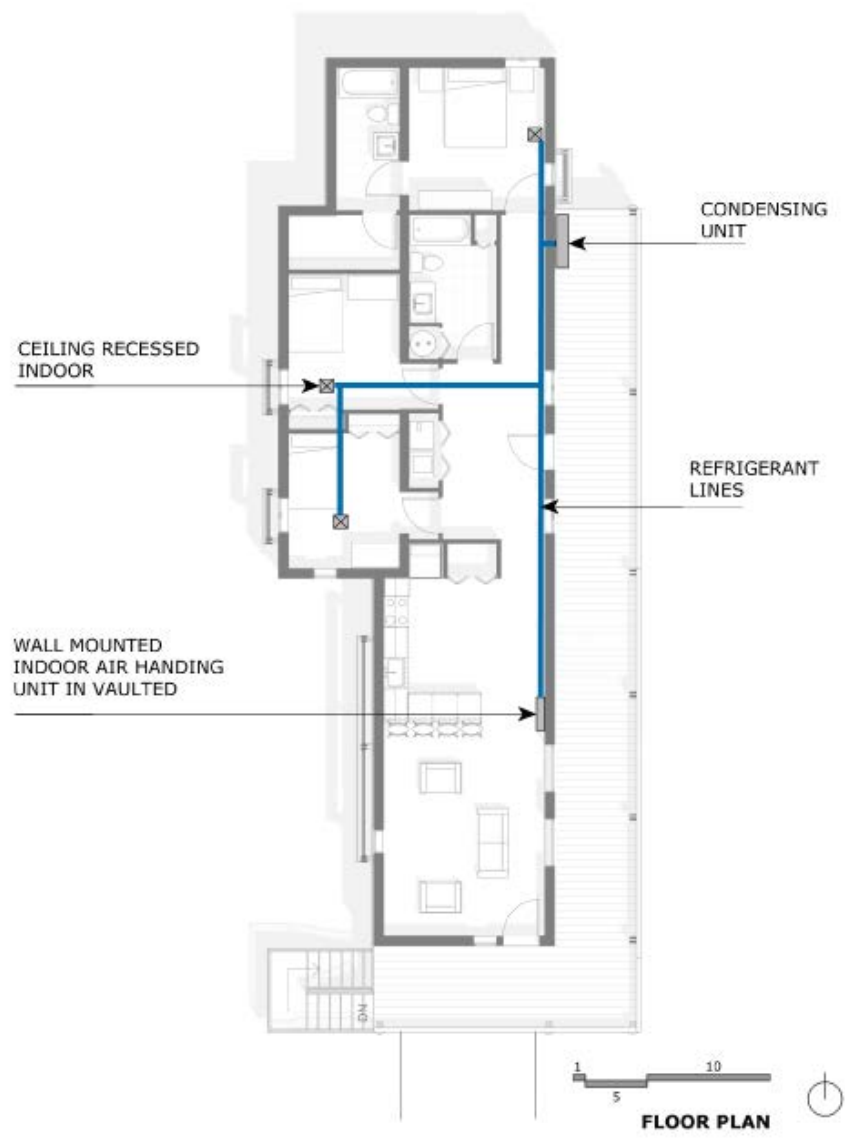 CONDENSING
UNIT
CEILING RECESSED
INDOOR
REFRIGERANT
LINES
WALL MOUNTED
INDOOR AIR HANDING
UNIT IN VAULTED
DN
1
10
5
FLOOR PLAN